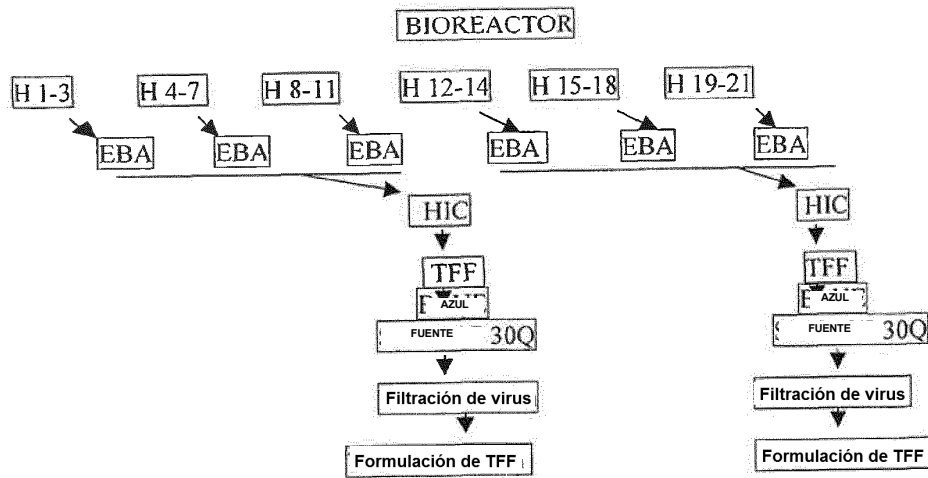 BIOREACTOR
H 1-3 H 4-7 H 8-11 H 12-14 H 15-18 H 19-21
EBA EBA EBA EBA EBA EBA
HIC HIC
TFF TFF
AZUL AZUL
FUENTE 30Q FUENTE 30Q
Filtración de virus Filtración de virus
Formulación de TFF Formulación de TFF